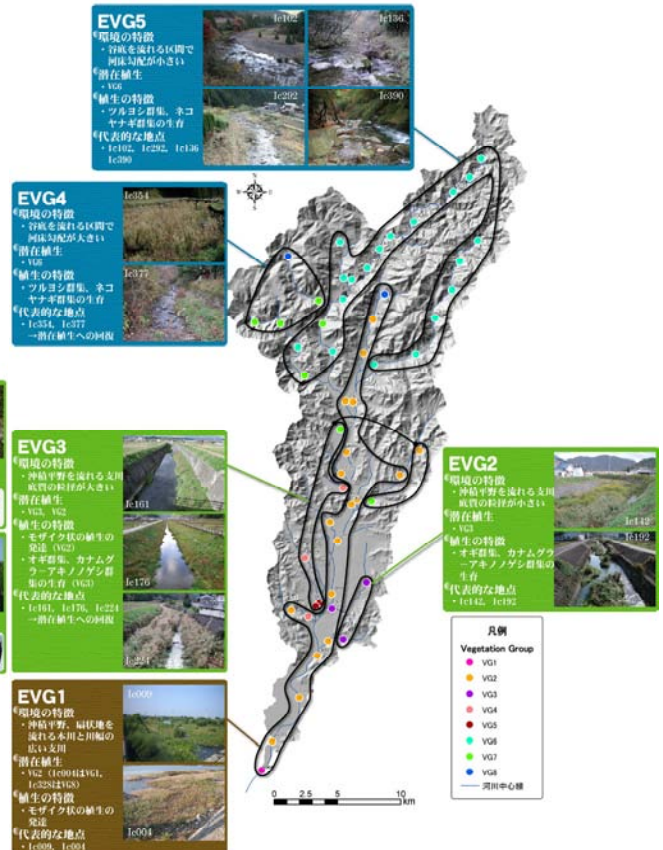 EVG5
環境の特徴
・谷底を流れる区間で
河床勾配が小さい
潜在植生
・VG6
植生の特徴
・ツルヨシ群集、ネコ
ヤナギ群集の生育
代表的な地点
・Ic102, Ic292, Ic136
Ic390
Ic102
Ic136
Ic292
Ic390
EVG4
環境の特徴
・谷底を流れる区間で
河床勾配が大きい
潜在植生
・VG6
植生の特徴
・ツルヨシ群集、ネコ
ヤナギ群集の生育
代表的な地点
・Ic354, Ic377
→潜在植生への回復
Ic354
Ic377
EVG3
環境の特徴
・沖積平野を流れる支川
底質の粒径が大きい
潜在植生
・VG3, VG2
植生の特徴
・モザイク状の植生の
発達 (VG2)
・オギ群集、カナムグ
ラーアキノノゲシ群
集の生育 (VG3)
代表的な地点
・Ic161, Ic176, Ic224
→潜在植生への回復
Ic161
Ic176
Ic224
EVG2
環境の特徴
・沖積平野を流れる支川
底質の粒径が小さい
潜在植生
・VG3
植生の特徴
・オギ群集、カナムグラ
ーアキノノゲシ群集の
生育
代表的な地点
・Ic142, Ic192
Ic142
Ic192
EVG1
環境の特徴
・沖積平野、扇状地を
流れる本川と川幅の
広い支川
潜在植生
・VG2 (Ic004はVG1,
Ic328はVG8)
植生の特徴
・モザイク状の植生の
発達
代表的な地点
・Ic009, Ic004
Ic009
Ic004
凡例
Vegetation Group
VG1
VG2
VG3
VG4
VG5
VG6
VG7
VG8
河川中心線
0 2.5 5 10
km